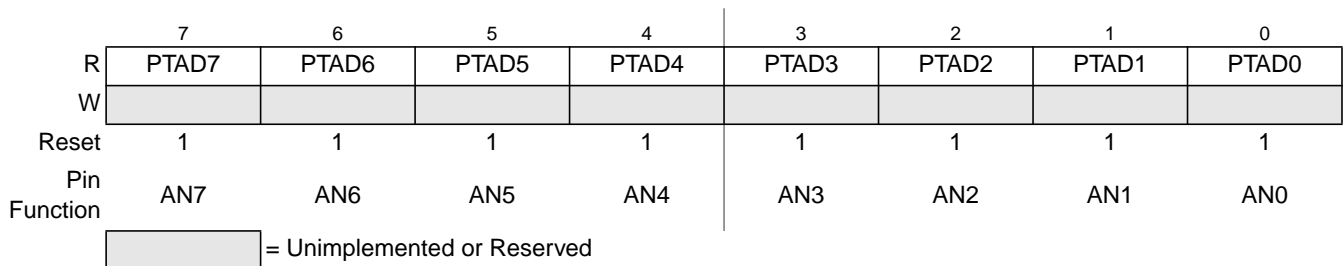 7 6 5 4 3 2 1 0
R PTAD7 PTAD6 PTAD5 PTAD4 PTAD3 PTAD2 PTAD1 PTAD0
W
Reset 1 1 1 1 1 1 1 1
Pin
Function AN7 AN6 AN5 AN4 AN3 AN2 AN1 AN0
= Unimplemented or Reserved